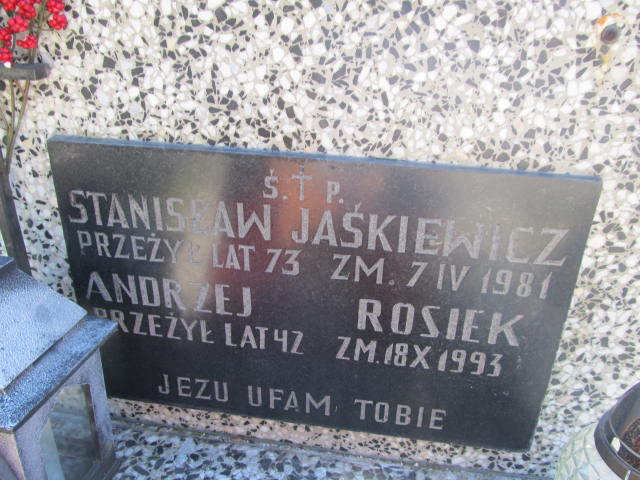 Ś.†P.
STANISŁAW JAŚKIEWICZ
PRZEŻYŁ LAT 73 ZM. 7 IV 1981
ANDRZEJ ROSIEK
PRZEŻYŁ LAT 42 ZM. 18 X 1993
JEZU UFAM TOBIE